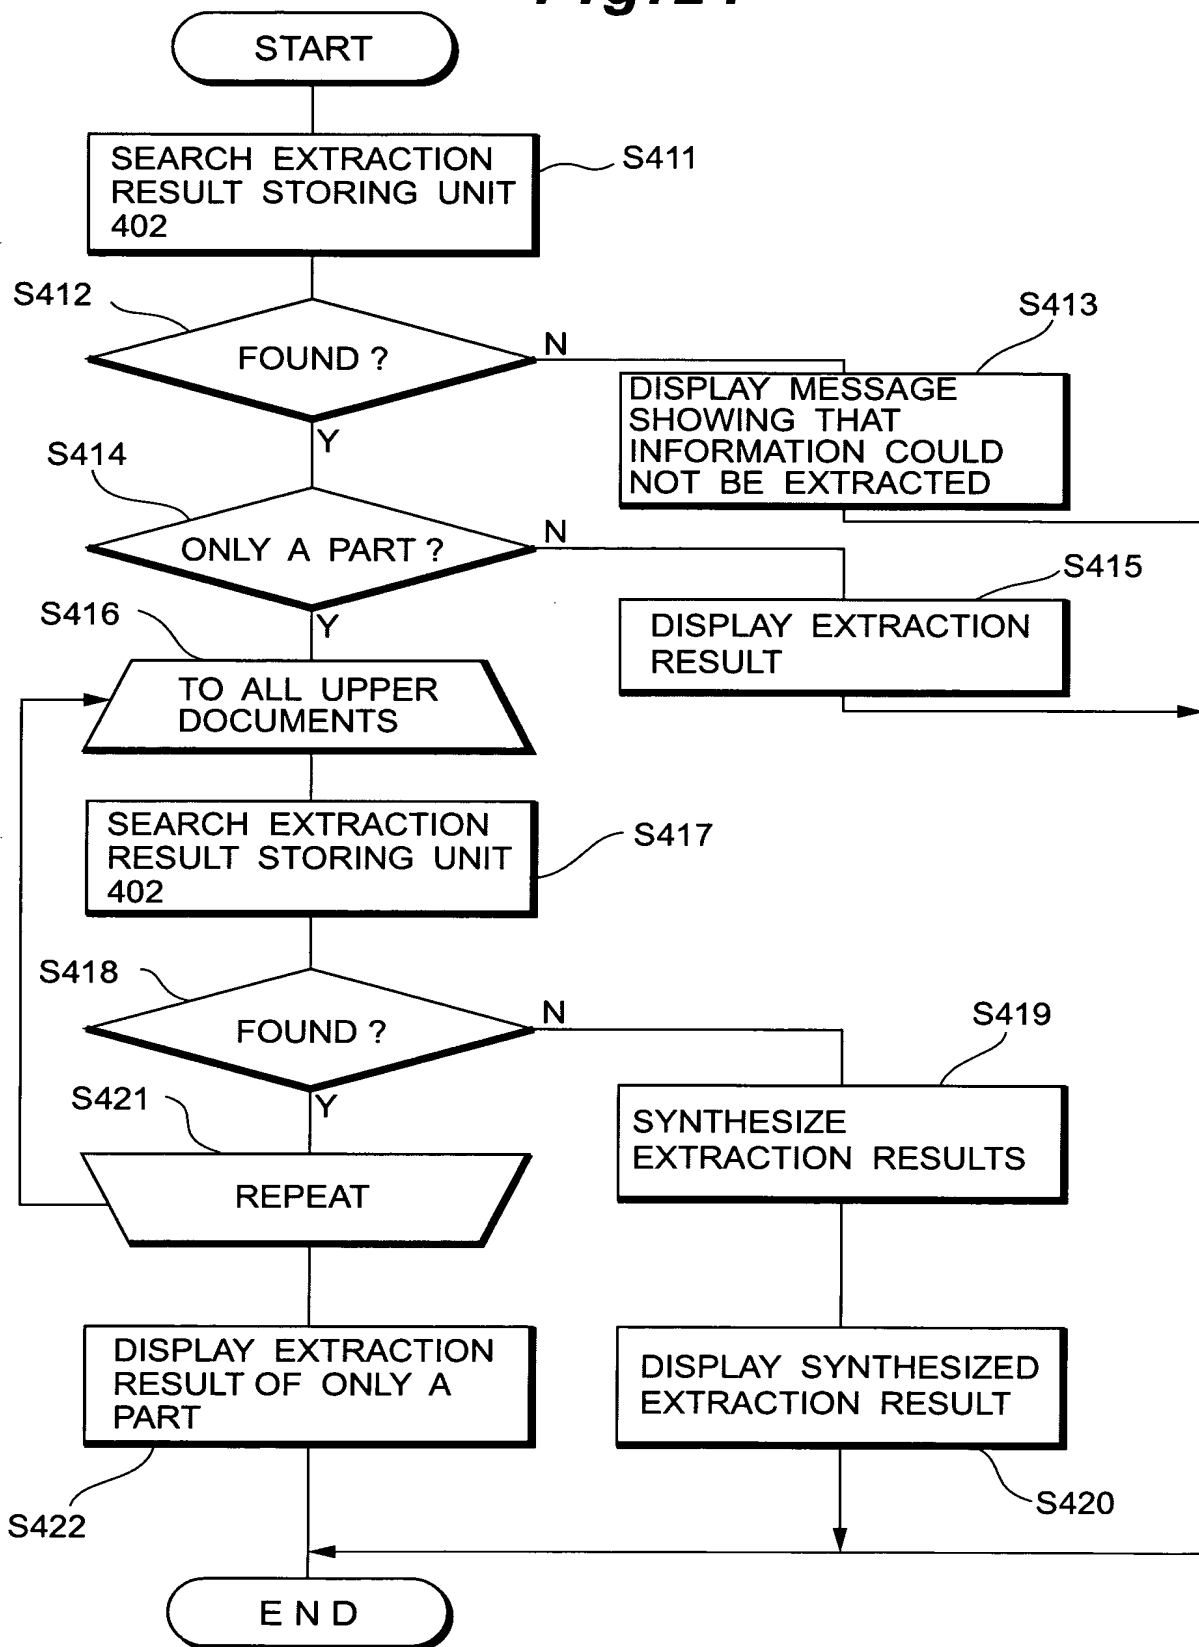 START
SEARCH EXTRACTION
RESULT STORING UNIT
402
S411
S412
FOUND ?
N
Y
S413
DISPLAY MESSAGE
SHOWING THAT
INFORMATION COULD
NOT BE EXTRACTED
S414
ONLY A PART ?
N
Y
S415
DISPLAY EXTRACTION
RESULT
S416
TO ALL UPPER
DOCUMENTS
SEARCH EXTRACTION
RESULT STORING UNIT
402
S417
S418
FOUND ?
N
Y
S419
SYNTHESIZE
EXTRACTION RESULTS
S421
REPEAT
DISPLAY EXTRACTION
RESULT OF ONLY A
PART
S422
DISPLAY SYNTHESIZED
EXTRACTION RESULT
S420
END